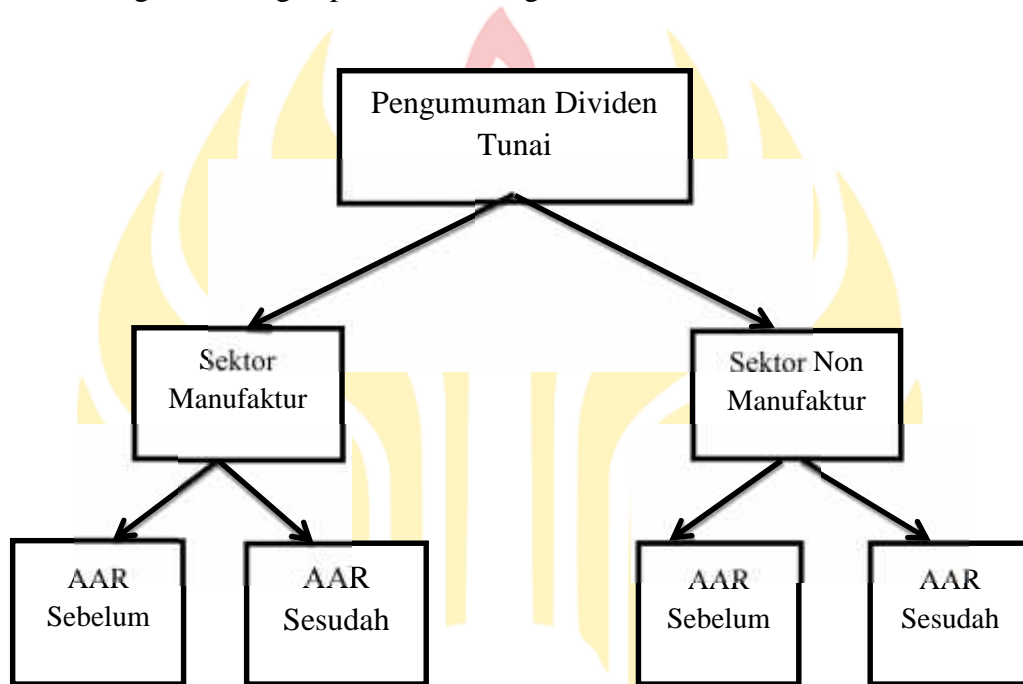 Pengumuman Dividen
Tunai
Sektor
Manufaktur
Sektor Non
Manufaktur
AAR
Sebelum
AAR
Sesudah
AAR
Sebelum
AAR
Sesudah